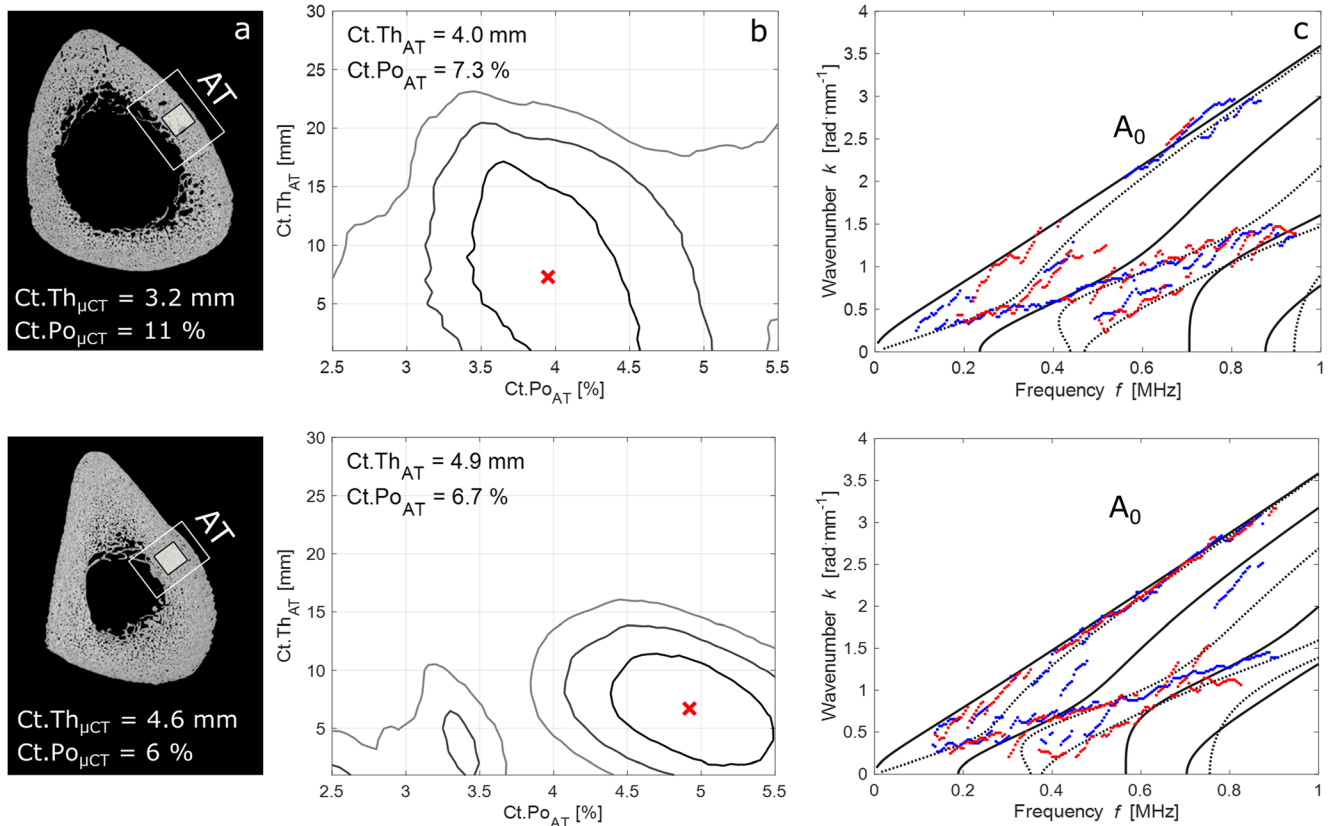 a
AT
Ct.Th_μCT = 3.2 mm
Ct.Po_μCT = 11 %
b
Ct.Th_AT = 4.0 mm
Ct.Po_AT = 7.3 %
30
25
20
15
10
5
Ct.Th_AT [mm]
2.5 3 3.5 4 4.5 5 5.5
Ct.Po_AT [%]
c
A_0
4
3.5
3
2.5
2
1.5
1
0.5
0
Wavenumber k [rad·mm⁻¹]
0 0.2 0.4 0.6 0.8 1
Frequency f [MHz]
AT
Ct.Th_μCT = 4.6 mm
Ct.Po_μCT = 6 %
Ct.Th_AT = 4.9 mm
Ct.Po_AT = 6.7 %
30
25
20
15
10
5
Ct.Th_AT [mm]
2.5 3 3.5 4 4.5 5 5.5
Ct.Po_AT [%]
A_0
4
3.5
3
2.5
2
1.5
1
0.5
0
Wavenumber k [rad·mm⁻¹]
0 0.2 0.4 0.6 0.8 1
Frequency f [MHz]